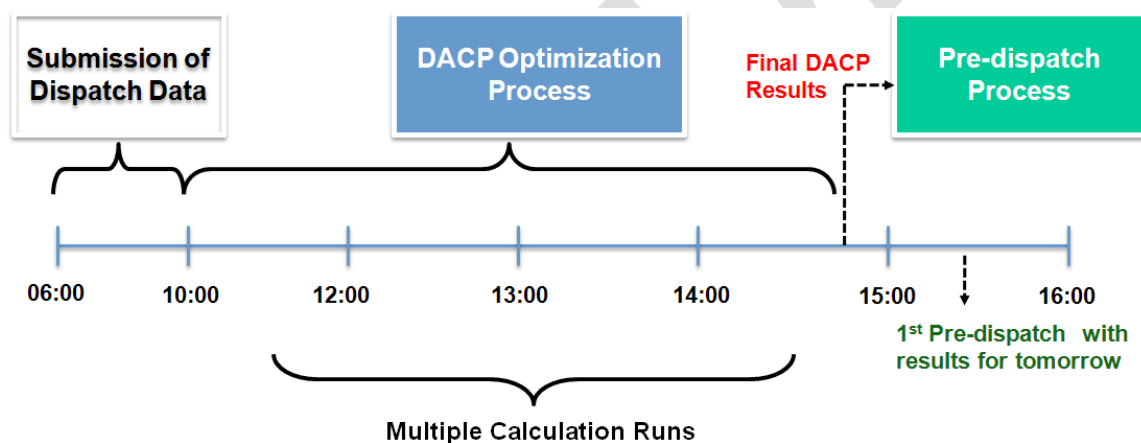 Submission of
Dispatch Data
DACP Optimization
Process
Final DACP
Results
Pre-dispatch
Process
06:00
10:00
12:00
13:00
14:00
15:00
16:00
1st Pre-dispatch with
results for tomorrow
Multiple Calculation Runs